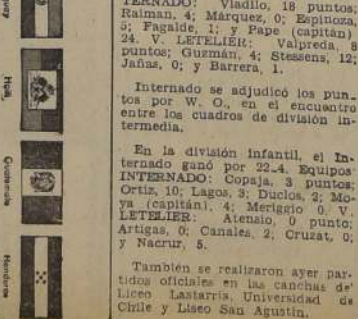 TERNADO: Viadilo, 18 puntos;
Raiman, 4; Márquez, 0; Espinoza,
5; Fagalde, 1; y Pape (capitán)
24. V. LETELIER: Valpreda, 8
puntos; Guzmán, 4; Stessens, 12;
Jañas, 0; y Barrera, 1.
Internado se adjudicó los pun-
tos por W. O., en el encuentro
entre los cuadros de división in-
termedia.
En la división infantil, el In-
ternado ganó por 22-4. Equipos
INTERNADO: Copaja, 3 puntos;
Ortiz, 10; Lagos, 3; Duclos, 2; Mo-
ya (capitán), 4; Meriggio 0. V.
LETELIER: Atensio, 0 punto;
Artigas, 0; Canales, 2; Cruzat, 0;
y Nacrur, 5.
También se realizaron ayer par-
tidos oficiales en las canchas de
Liceo Lastarria, Universidad de
Chile y Liseo San Agustín.
Haití
Guatemala
Honduras